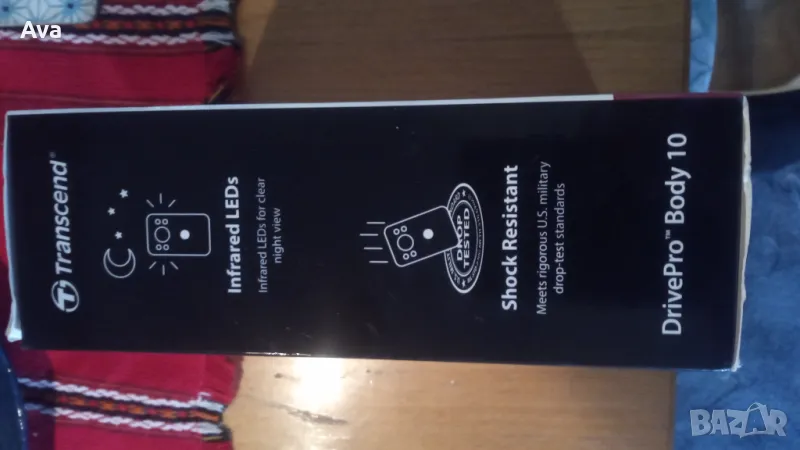 Ava
Transcend®
Infrared LEDs
Infrared LEDs for clear
night view
DROP
TESTED
Shock Resistant
Meets rigorous U.S. military
drop-test standards
DrivePro™ Body 10
BAZAR